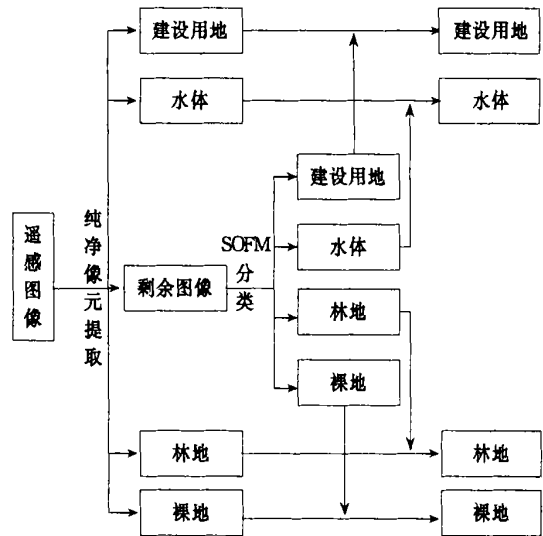 建设用地
建设用地
水体
水体
建设用地
水体
遥感图像
纯净像元提取
剩余图像
SOFM分类
林地
裸地
林地
林地
裸地
裸地